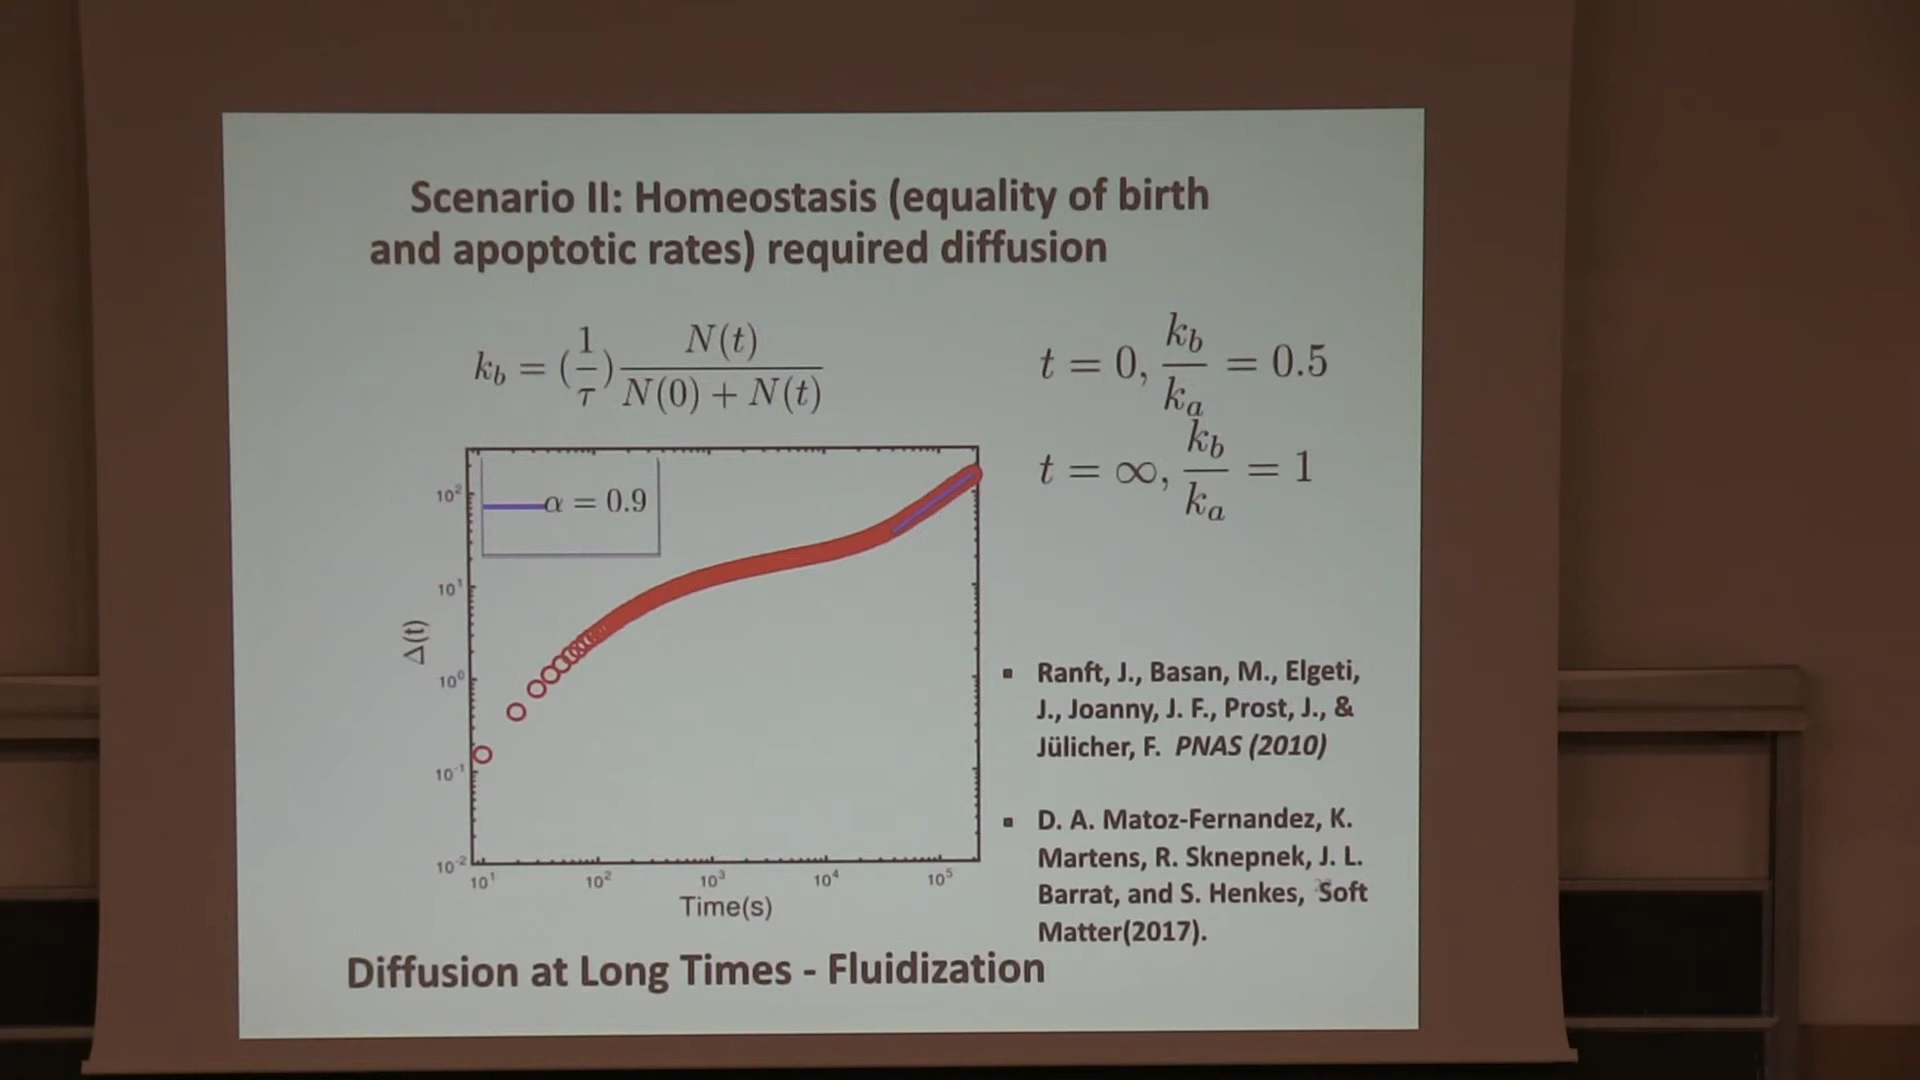 Scenario II: Homeostasis (equality of birth
and apoptotic rates) required diffusion
k_b = (1/τ) N(t)/(N(0) + N(t))
t = 0, k_b/k_a = 0.5
t = ∞, k_b/k_a = 1
α = 0.9
10²
10¹
10⁰
10⁻¹
10⁻²
Δ(t)
10¹ 10² 10³ 10⁴ 10⁵
Time(s)
▪ Ranft, J., Basan, M., Elgeti,
J., Joanny, J. F., Prost, J., &
Jülicher, F. PNAS (2010)
▪ D. A. Matoz-Fernandez, K.
Martens, R. Sknepnek, J. L.
Barrat, and S. Henkes, Soft
Matter(2017).
Diffusion at Long Times - Fluidization